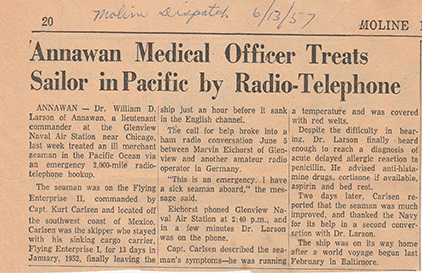 Moline Dispatch 6/13/57
20 MOLINE
Annawan Medical Officer Treats
Sailor in Pacific by Radio-Telephone
ANNAWAN — Dr. William D.
Larson of Annawan, a lieutenant
commander at the Glenview
Naval Air Station near Chicago,
last week treated an ill merchant
seaman in the Pacific Ocean via
an emergency 2,000-mile radio-
telephone hookup.
The seaman was on the Flying
Enterprise II, commanded by
Capt. Kurt Karlsen and located off
the southwest coast of Mexico.
Carlsen was the skipper who stayed
with his sinking cargo carrier,
Flying Enterprise I, for 13 days in
January, 1952, finally leaving the
ship just an hour before it sank
in the English channel.
The call for help broke into a
ham radio conversation June 5
between Marvin Eichorst of Glen-
view and another amateur radio
operator in Germany.
"This is an emergency. I have
a sick seaman aboard," the mes-
sage said.
Eichorst phoned Glenview Na-
val Air Station at 2:40 p.m., and
in a few minutes Dr. Larson
was on the phone.
Capt. Carlsen described the sea-
man's symptoms—he was running
a temperature and was covered
with red welts.
Despite the difficulty in hear-
ing, Dr. Larson finally heard
enough to reach a diagnosis of
acute delayed allergic reaction to
penicillin. He advised anti-hista-
mine drugs, cortisone if available,
aspirin and bed rest.
Two days later, Carlsen re-
ported that the seaman was much
improved, and thanked the Navy
for its help in a second conver-
sation with Dr. Larson.
The ship was on its way home
after a world voyage begun last
February in Baltimore.